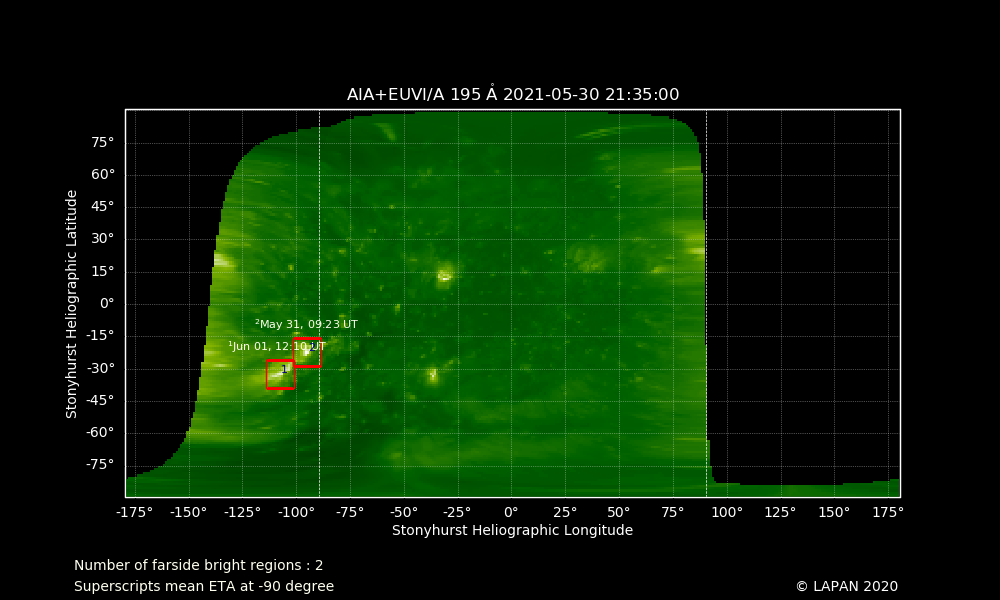 AIA+EUVI/A 195 Å 2021-05-30 21:35:00
Stonyhurst Heliographic Latitude
75°
60°
45°
30°
15°
0°
-15°
-30°
-45°
-60°
-75°
²May 31, 09:23 UT
2
¹Jun 01, 12:10 UT
1
-175° -150° -125° -100° -75° -50° -25° 0° 25° 50° 75° 100° 125° 150° 175°
Stonyhurst Heliographic Longitude
Number of farside bright regions : 2
Superscripts mean ETA at -90 degree
© LAPAN 2020